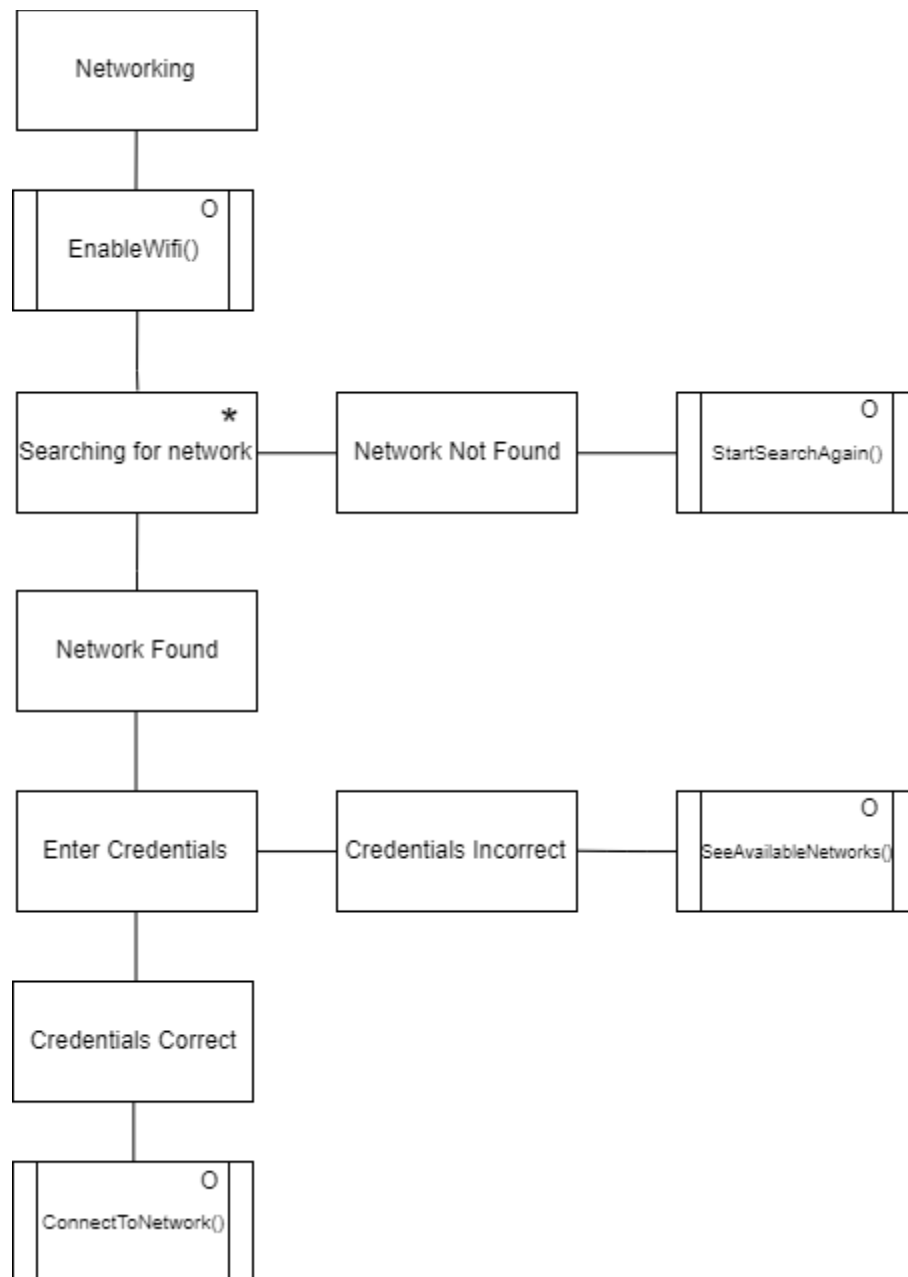 Networking
O
EnableWifi()
*
Searching for network
Network Not Found
O
StartSearchAgain()
Network Found
Enter Credentials
Credentials Incorrect
O
SeeAvailableNetworks()
Credentials Correct
O
ConnectToNetwork()